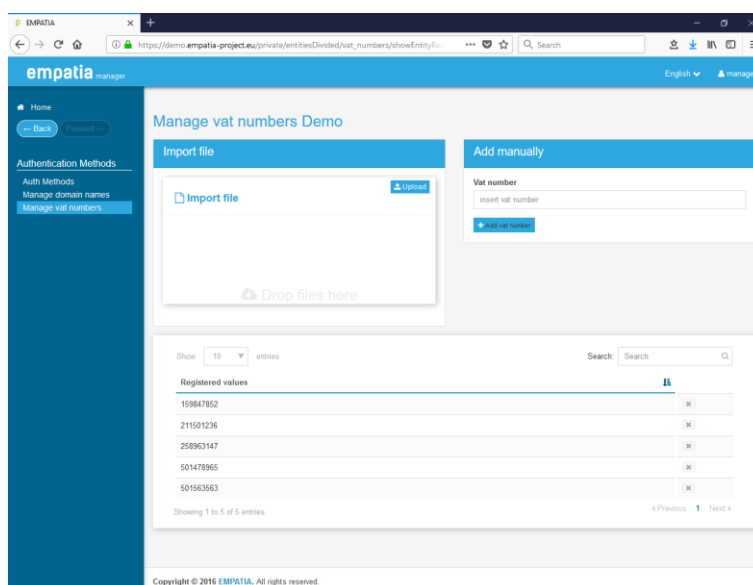 EMPATIA
https://demo.empatia-project.eu/private/entitiesDivided/vat_numbers/showEntityRe
Search
empatia manager
English
manage
Home
Back
Forward
Authentication Methods
Auth Methods
Manage domain names
Manage vat numbers
Manage vat numbers Demo
Import file
Upload
Import file
Drop files here
Add manually
Vat number
insert vat number
+ Add vat number
Show 10 entries
Search: Search
Registered values
159847852
211501236
258963147
501478965
501563563
Showing 1 to 5 of 5 entries
Previous 1 Next
Copyright © 2016 EMPATIA. All rights reserved.